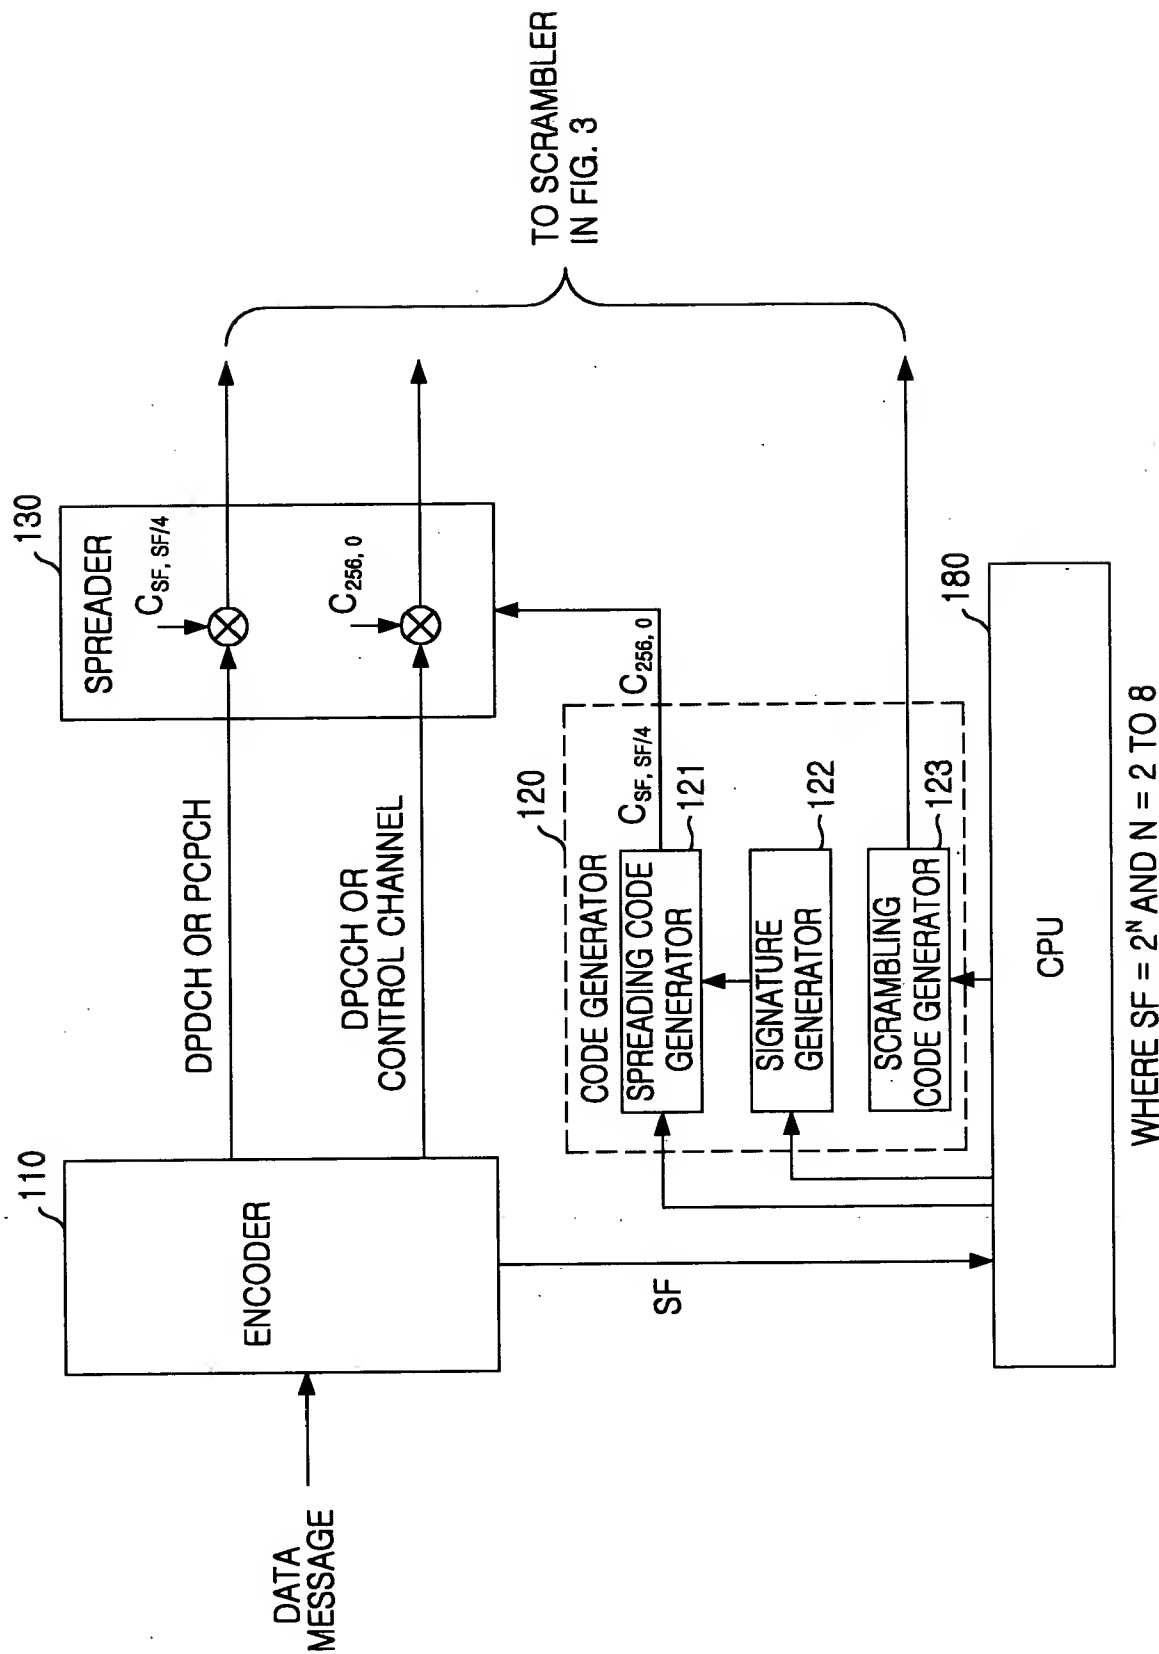 DATA
MESSAGE
110
ENCODER
SF
DPDCH OR PCPCH
DPCCH OR
CONTROL CHANNEL
130
SPREADER
C_SF, SF/4
C_256, 0
TO SCRAMBLER
IN FIG. 3
120
CODE GENERATOR
C_SF, SF/4 C_256, 0
SPREADING CODE
GENERATOR
121
SIGNATURE
GENERATOR
122
SCRAMBLING
CODE GENERATOR
123
180
CPU
WHERE SF = 2^N AND N = 2 TO 8